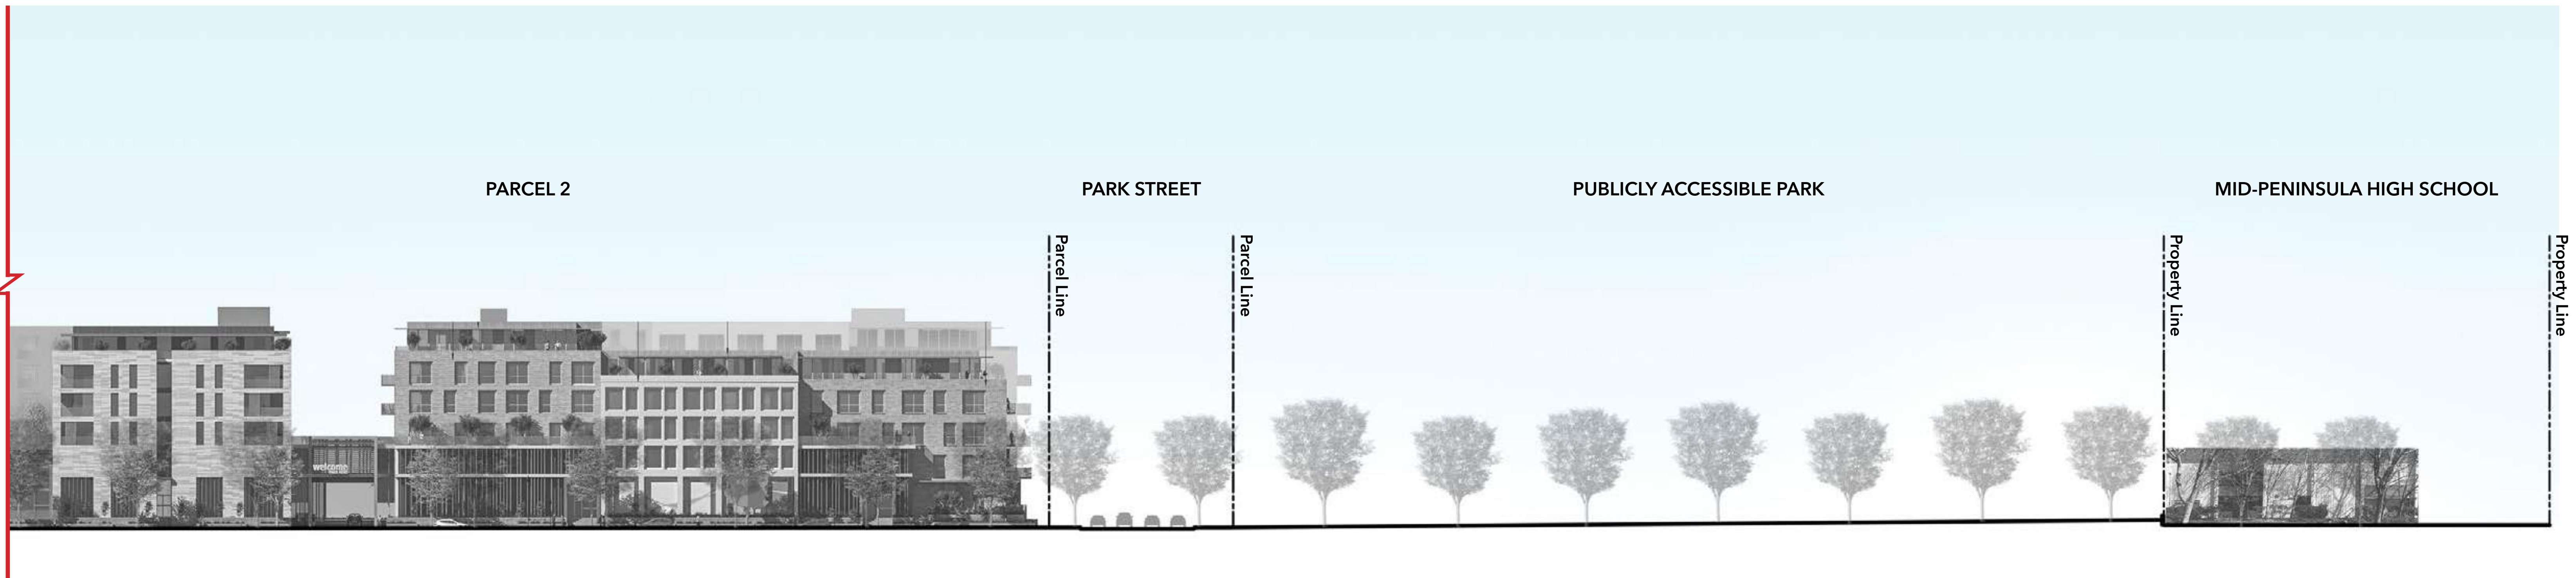 PARCEL 2
PARK STREET
PUBLICLY ACCESSIBLE PARK
MID-PENINSULA HIGH SCHOOL
Parcel Line
Parcel Line
Property Line
Property Line
welcome